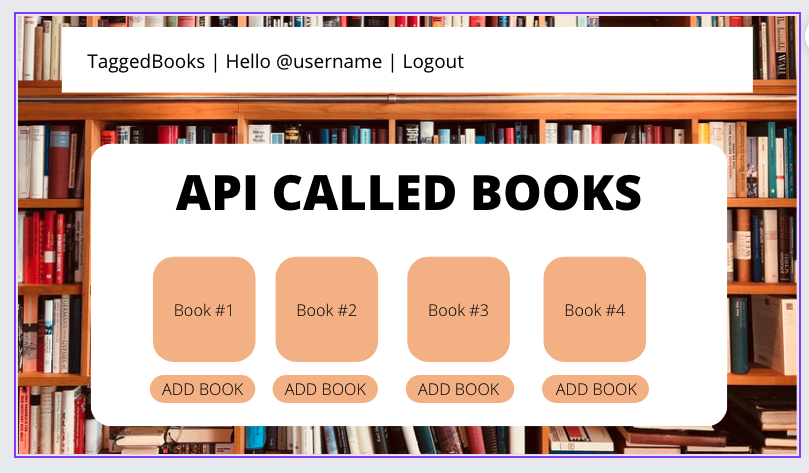 TaggedBooks | Hello @username | Logout
API CALLED BOOKS
Book #1 Book #2 Book #3 Book #4
ADD BOOK ADD BOOK ADD BOOK ADD BOOK